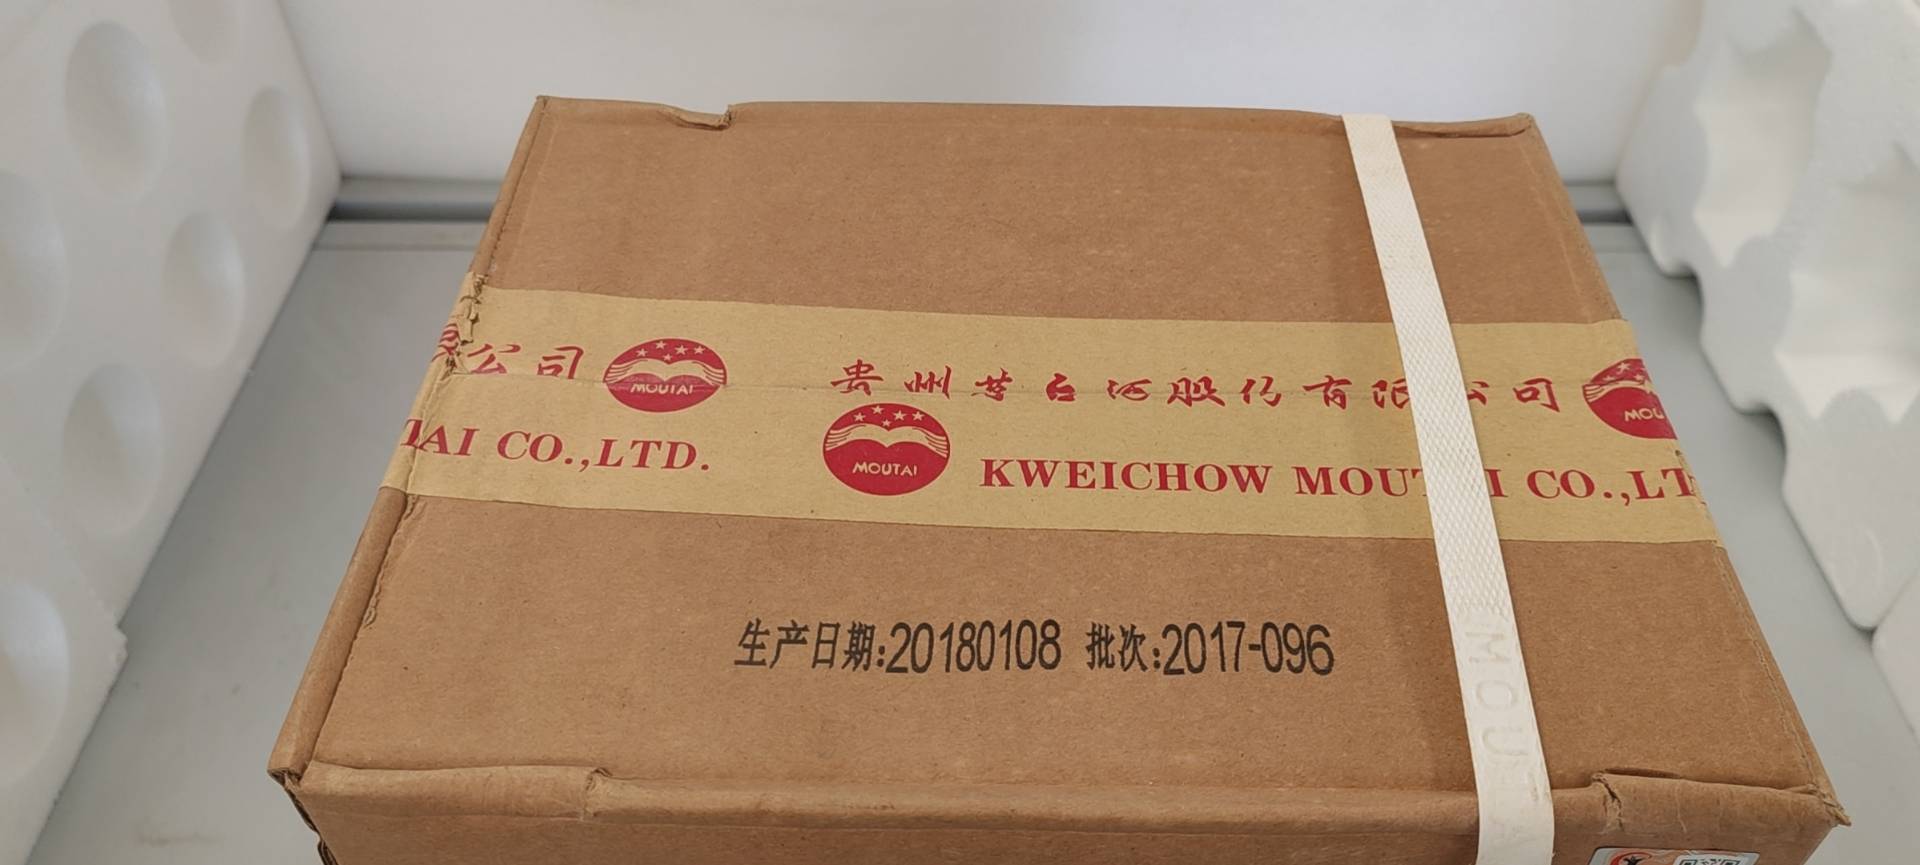 公司 MOUTAI 贵州茅台酒股份有限公司
TAI CO.,LTD. MOUTAI KWEICHOW MOUTAI CO.,LT
MOU
生产日期:20180108 批次:2017-096
MOUTA